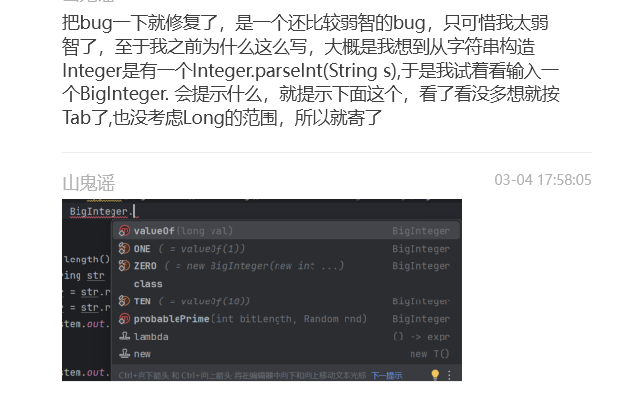 把bug一下就修复了，是一个还比较弱智的bug，只可惜我太弱
智了，至于我之前为什么这么写，大概是我想到从字符串构造
Integer是有一个Integer.parseInt(String s),于是我试着看输入一
个BigInteger. 会提示什么，就提示下面这个，看了看没多想就按
Tab了,也没考虑Long的范围，所以就寄了
山鬼谣
03-04 17:58:05
BigInteger.
valueOf(long val) BigInteger
ONE ( = valueOf(1)) BigInteger
length() ZERO ( = new BigInteger(new int ...) BigInteger
ring str class
= str.r TEN ( = valueOf(10)) BigInteger
= str.r probablePrime(int bitLength, Random rnd) BigInteger
stem.out. lambda () -> expr
new new T()
stem.out. Ctrl+向下箭头 和 Ctrl+向上箭头 将在编辑器中向下和向上移动文本光标 下一提示